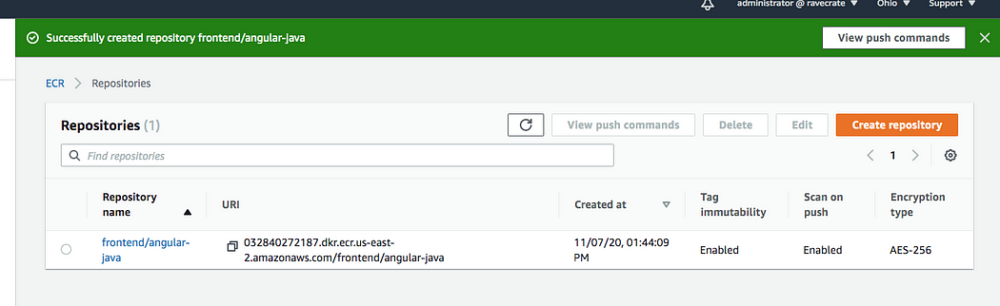 administrator @ ravecrate Ohio Support
Successfully created repository frontend/angular-java View push commands
ECR Repositories
Repositories (1) View push commands Delete Edit Create repository
Find repositories 1
Repository name URI Created at Tag immutability Scan on push Encryption type
frontend/angular-
java
032840272187.dkr.ecr.us-east-
2.amazonaws.com/frontend/angular-java
11/07/20, 01:44:09
PM
Enabled Enabled AES-256